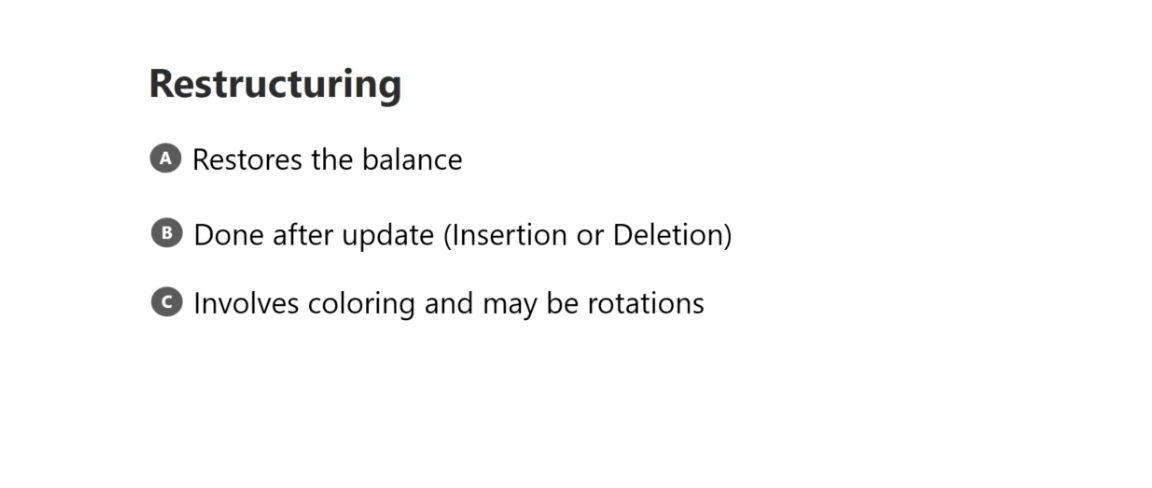 Restructuring
A Restores the balance
B Done after update (Insertion or Deletion)
C Involves coloring and may be rotations